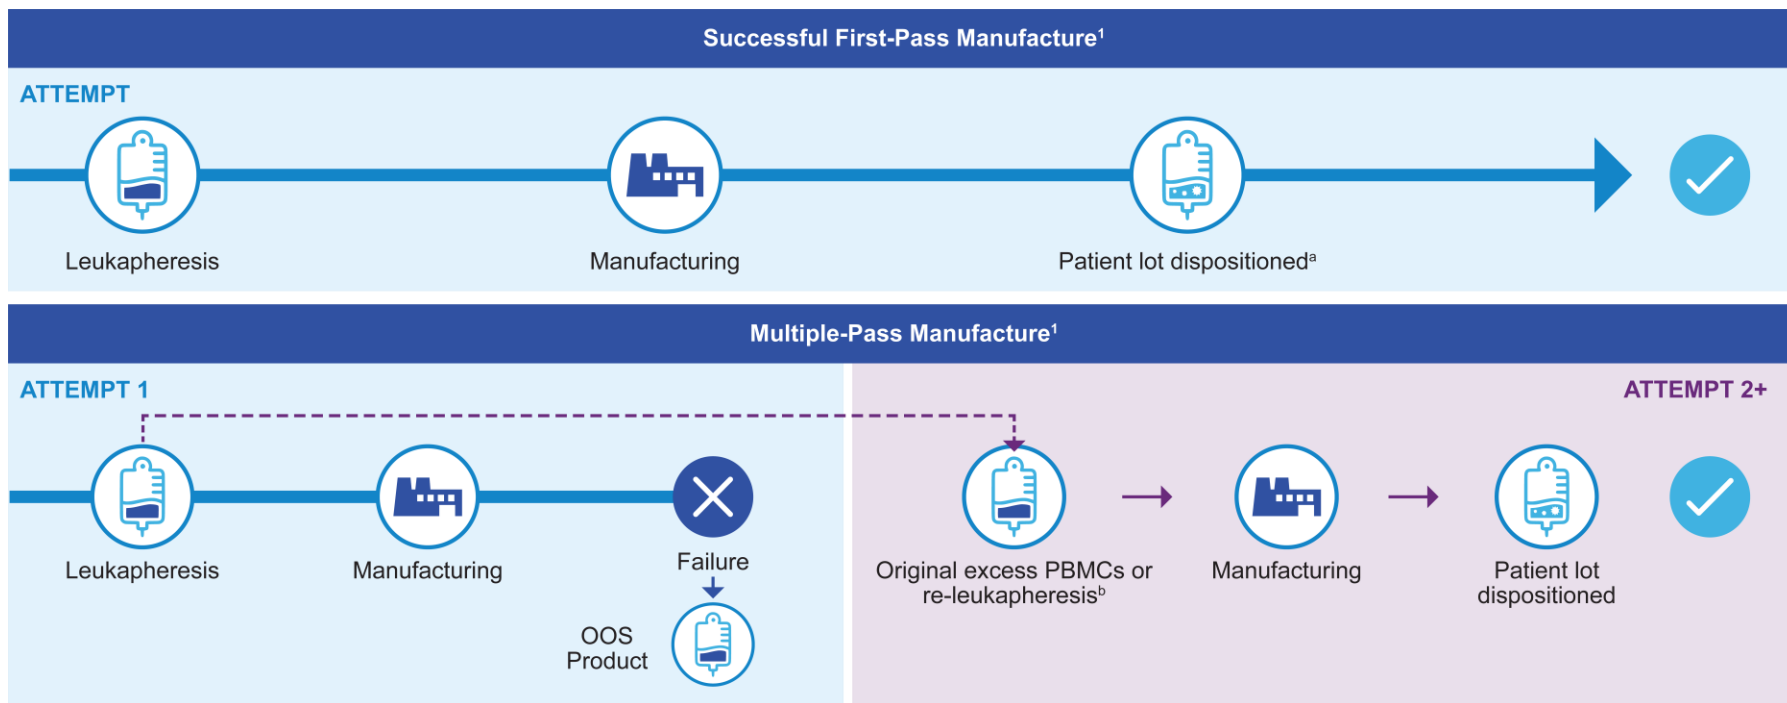 Successful First-Pass Manufacture¹
ATTEMPT
Leukapheresis
Manufacturing
Patient lot dispositionedᵃ
Multiple-Pass Manufacture¹
ATTEMPT 1
ATTEMPT 2+
Leukapheresis
Manufacturing
Failure
OOS
Product
Original excess PBMCs or
re-leukapheresisᵇ
Manufacturing
Patient lot
dispositioned